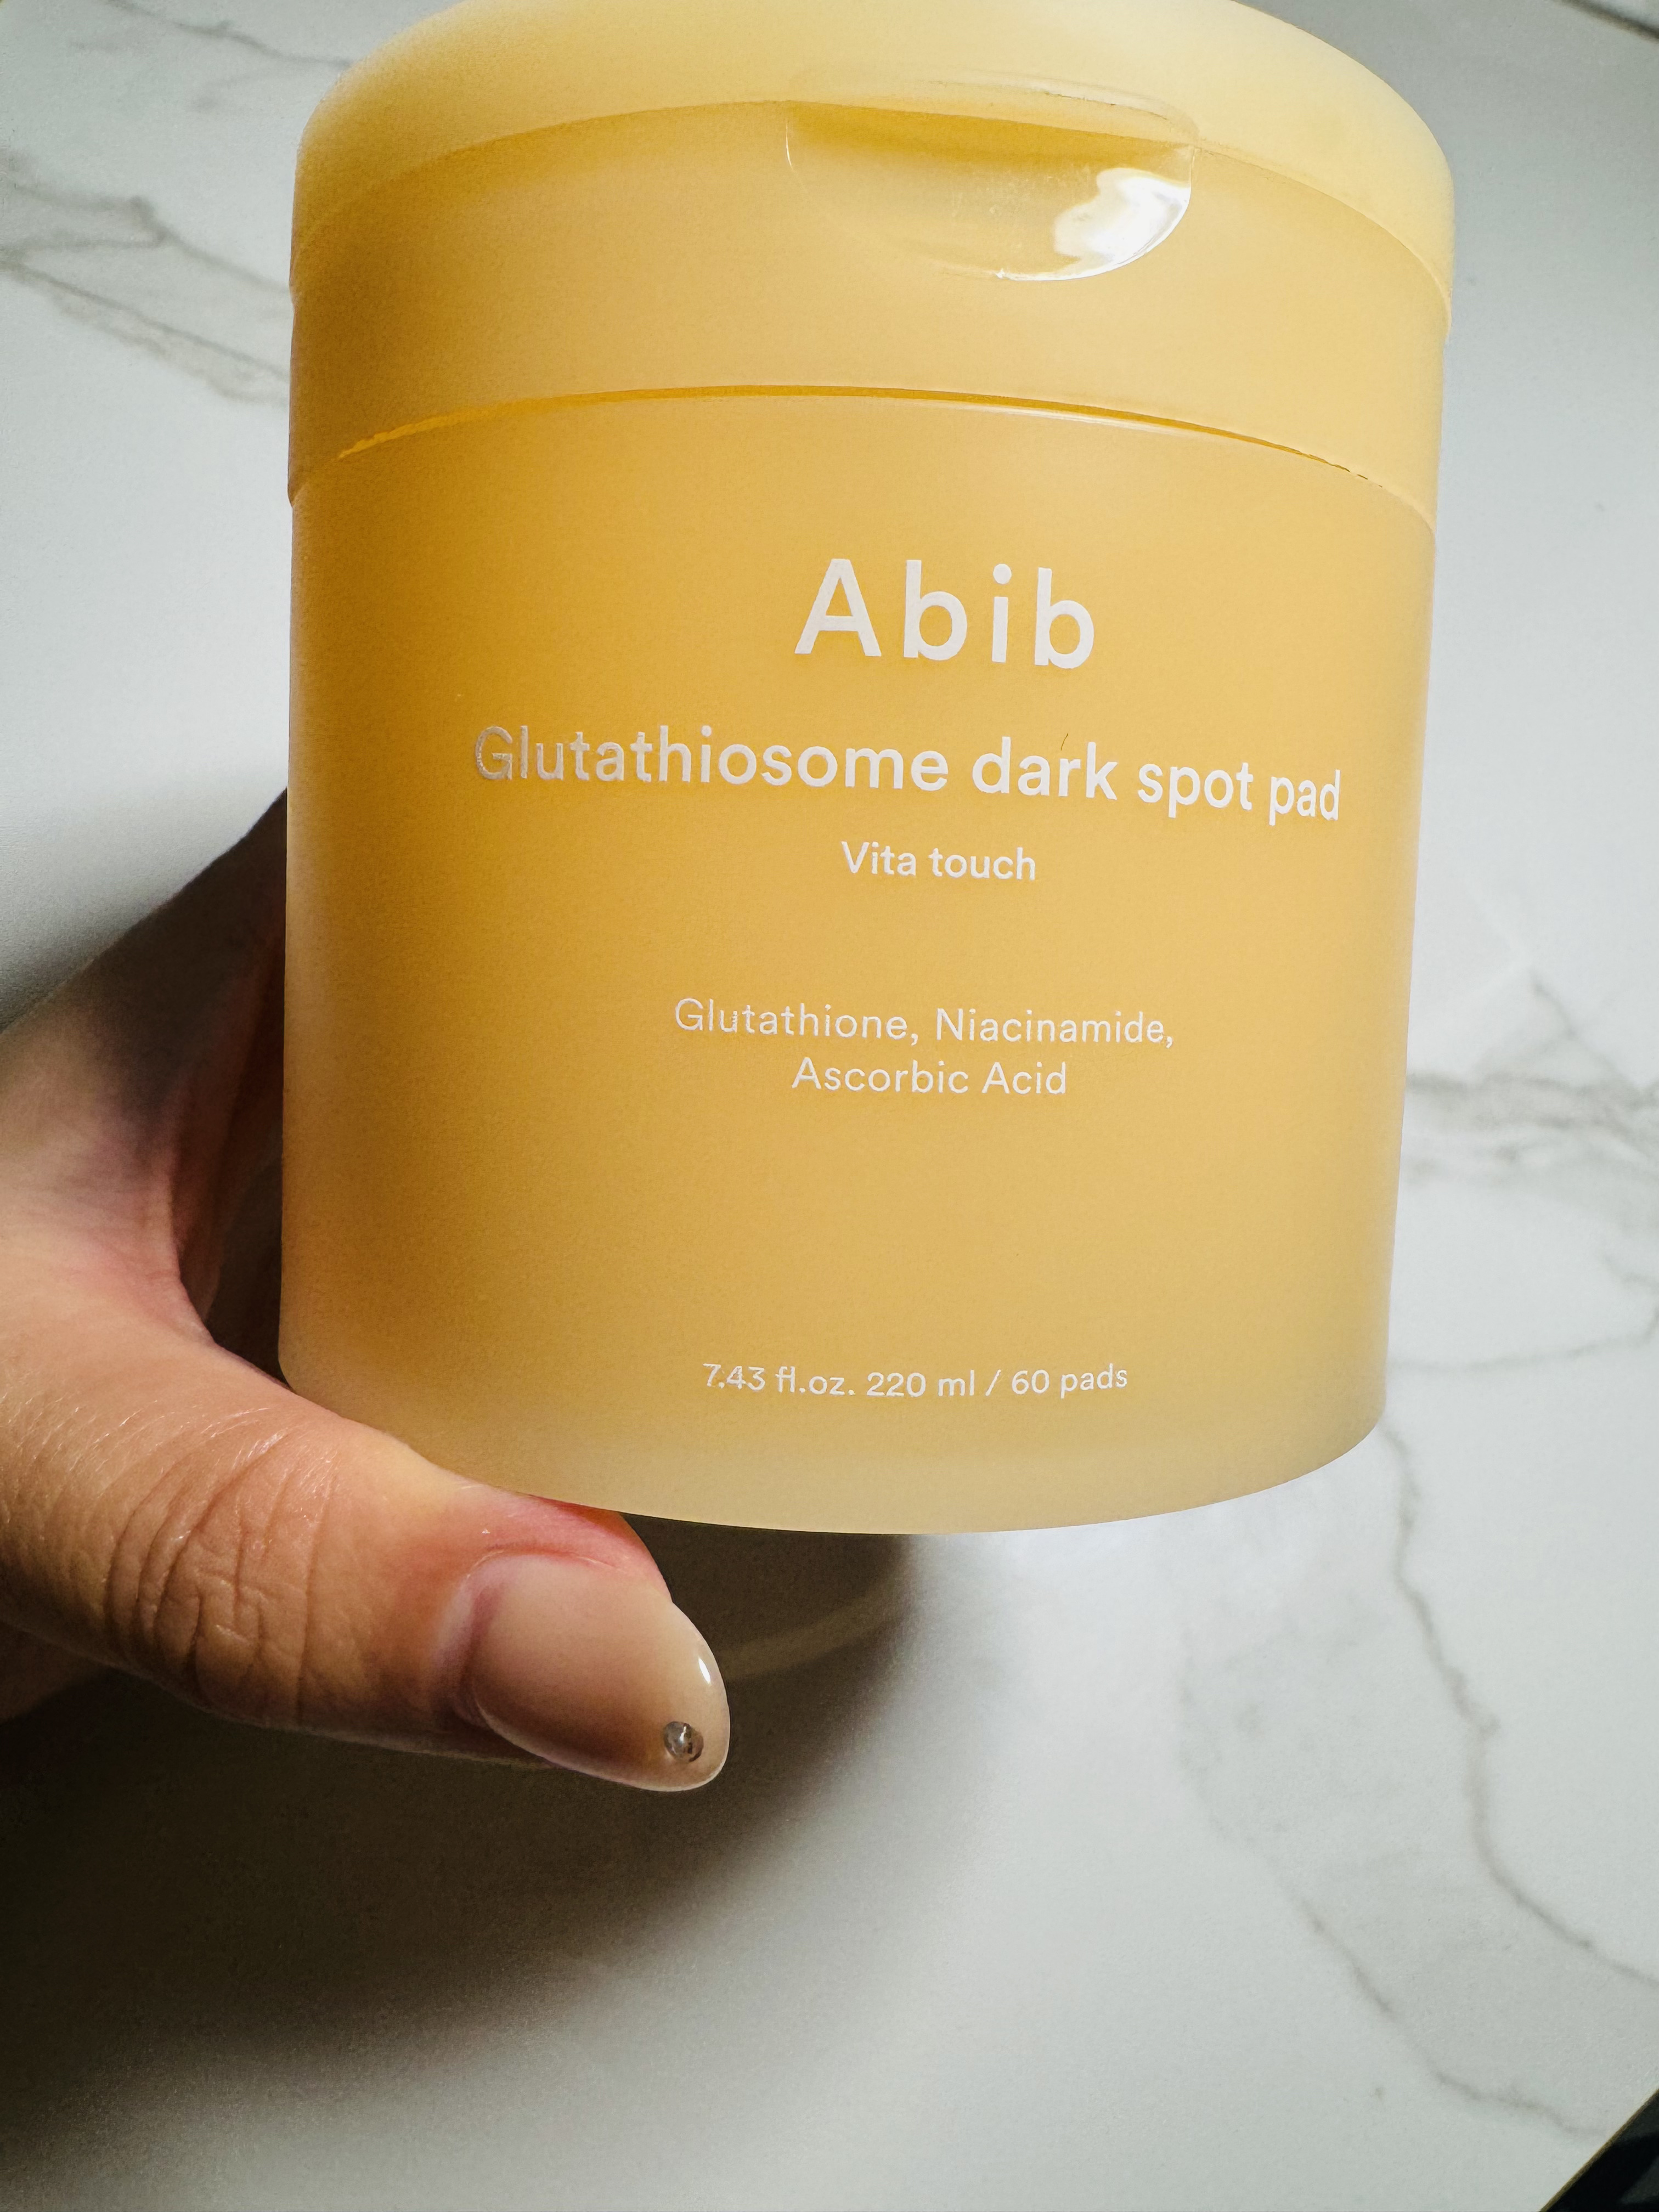 Abib
Glutathiosome dark spot pad
Vita touch
Glutathione, Niacinamide,
Ascorbic Acid
7.43 fl.oz. 220 ml / 60 pads